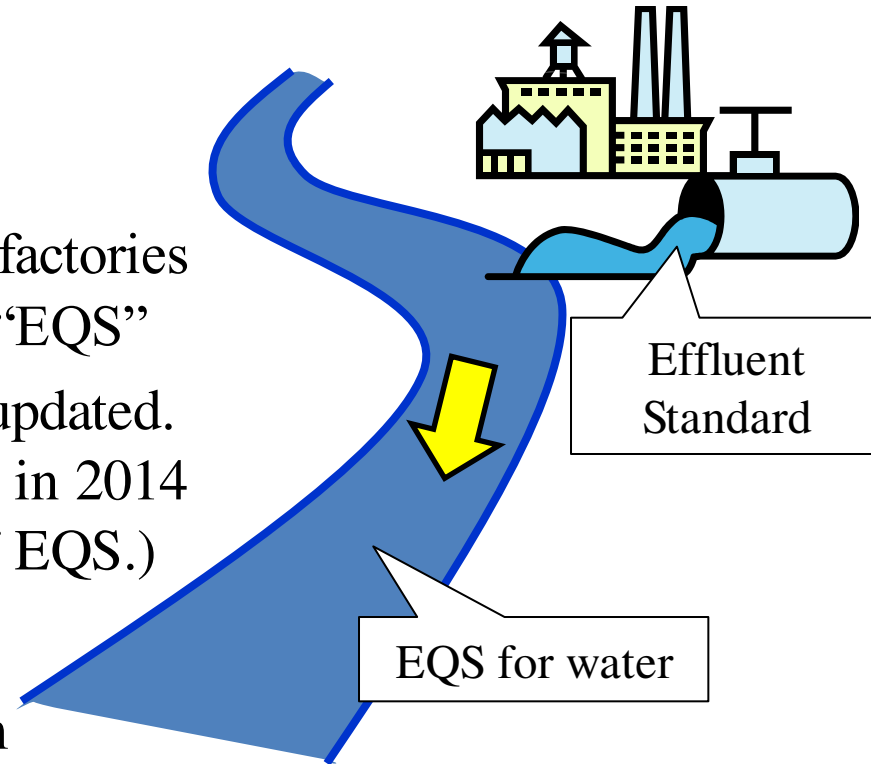 factories
“EQS”
updated.
in 2014
EQS.)
Effluent
Standard
EQS for water